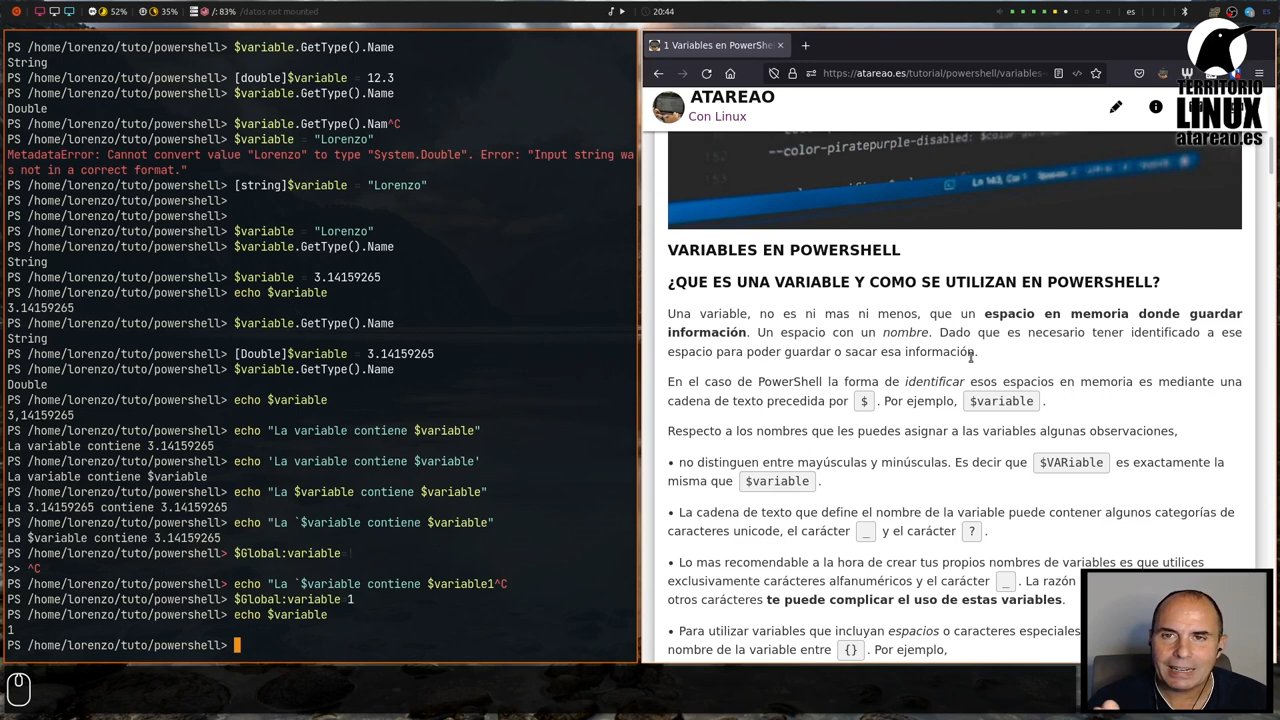 52% 35% /: 83% /datos not mounted
20:44
es
ES
PS /home/lorenzo/tuto/powershell> $variable.GetType().Name
String
PS /home/lorenzo/tuto/powershell> [double]$variable = 12.3
PS /home/lorenzo/tuto/powershell> $variable.GetType().Name
Double
PS /home/lorenzo/tuto/powershell> $variable.GetType().Nam^C
PS /home/lorenzo/tuto/powershell> $variable = "Lorenzo"
MetadataError: Cannot convert value "Lorenzo" to type "System.Double". Error: "Input string wa
s not in a correct format."
PS /home/lorenzo/tuto/powershell> [string]$variable = "Lorenzo"
PS /home/lorenzo/tuto/powershell>
PS /home/lorenzo/tuto/powershell>
PS /home/lorenzo/tuto/powershell> $variable = "Lorenzo"
PS /home/lorenzo/tuto/powershell> $variable.GetType().Name
String
PS /home/lorenzo/tuto/powershell> $variable = 3.14159265
PS /home/lorenzo/tuto/powershell> echo $variable
3.14159265
PS /home/lorenzo/tuto/powershell> $variable.GetType().Name
String
PS /home/lorenzo/tuto/powershell> [Double]$variable = 3.14159265
PS /home/lorenzo/tuto/powershell> $variable.GetType().Name
Double
PS /home/lorenzo/tuto/powershell> echo $variable
3,14159265
PS /home/lorenzo/tuto/powershell> echo "La variable contiene $variable"
La variable contiene 3.14159265
PS /home/lorenzo/tuto/powershell> echo 'La variable contiene $variable'
La variable contiene $variable
PS /home/lorenzo/tuto/powershell> echo "La $variable contiene $variable"
La 3.14159265 contiene 3.14159265
PS /home/lorenzo/tuto/powershell> echo "La `$variable contiene $variable"
La $variable contiene 3.14159265
PS /home/lorenzo/tuto/powershell> $Global:variable=!
>> ^C
PS /home/lorenzo/tuto/powershell> echo "La `$variable contiene $variable1^C
PS /home/lorenzo/tuto/powershell> $Global:variable=1
PS /home/lorenzo/tuto/powershell> echo $variable
1
PS /home/lorenzo/tuto/powershell>
1 Variables en PowerShe
https://atareao.es/tutorial/powershell/variables-
ATAREAO
Con Linux
TERRITORIO
LINUX
atareao.es
152
--color-piratepurple-disabled: $color
153
Ln 143, Col 1
VARIABLES EN POWERSHELL
¿QUE ES UNA VARIABLE Y COMO SE UTILIZAN EN POWERSHELL?
Una variable, no es ni mas ni menos, que un espacio en memoria donde guardar
información. Un espacio con un nombre. Dado que es necesario tener identificado a ese
espacio para poder guardar o sacar esa información.
En el caso de PowerShell la forma de identificar esos espacios en memoria es mediante una
cadena de texto precedida por $. Por ejemplo, $variable.
Respecto a los nombres que les puedes asignar a las variables algunas observaciones,
• no distinguen entre mayúsculas y minúsculas. Es decir que $VARiable es exactamente la
misma que $variable.
• La cadena de texto que define el nombre de la variable puede contener algunos categorías de
caracteres unicode, el carácter _ y el carácter ?.
• Lo mas recomendable a la hora de crear tus propios nombres de variables es que utilices
exclusivamente carácteres alfanuméricos y el carácter _. La razón
otros carácteres te puede complicar el uso de estas variables.
• Para utilizar variables que incluyan espacios o caracteres especiales
nombre de la variable entre {}. Por ejemplo,